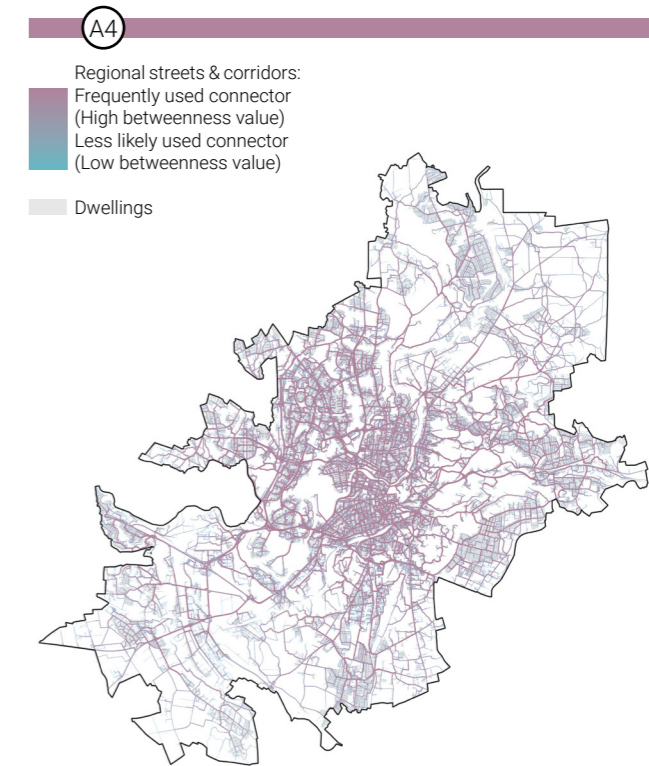 A4
Regional streets & corridors:
Frequently used connector
(High betweenness value)
Less likely used connector
(Low betweenness value)
Dwellings